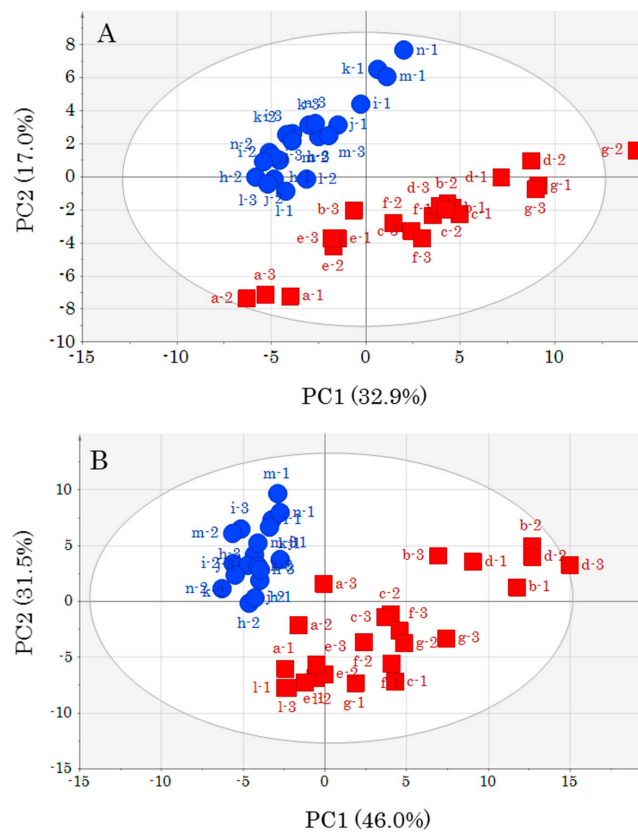 A
8
6
4
2
0
-2
-4
-6
-8
-10
PC2 (17.0%)
n-1
k-1
m-1
i-1
j-1
m-3
n-2
i-2
h-2
l-2
l-3
j-2
l-1
g-2
d-2
d-1
g-1
g-3
d-3
b-2
b-1
f-2
c-1
b-3
c-3
c-2
f-3
e-3
e-1
e-2
a-3
a-2
a-1
-15
-10
-5
0
5
10
PC1 (32.9%)
B
10
5
0
-5
-10
-15
PC2 (31.5%)
m-1
i-3
n-1
m-2
h-3
n-2
h-2
b-2
b-3
d-1
d-2
d-3
b-1
a-3
c-2
a-2
c-3
f-3
g-2
g-3
a-1
e-3
f-2
e-2
l-1
c-1
l-3
g-1
-15
-10
-5
0
5
10
15
PC1 (46.0%)